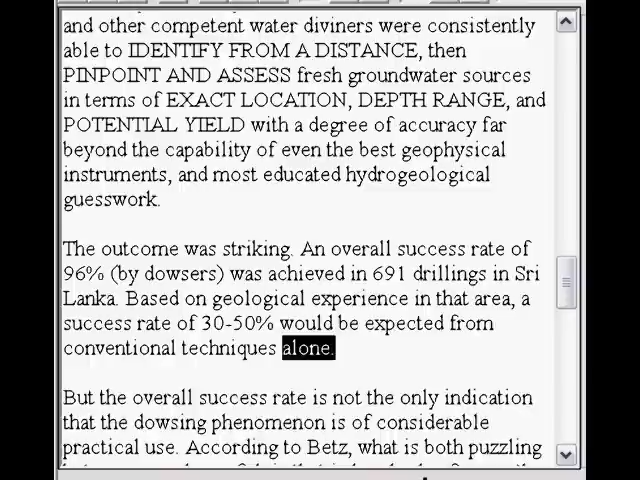 and other competent water diviners were consistently
able to IDENTIFY FROM A DISTANCE, then
PINPOINT AND ASSESS fresh groundwater sources
in terms of EXACT LOCATION, DEPTH RANGE, and
POTENTIAL YIELD with a degree of accuracy far
beyond the capability of even the best geophysical
instruments, and most educated hydrogeological
guesswork.
The outcome was striking. An overall success rate of
96% (by dowsers) was achieved in 691 drillings in Sri
Lanka. Based on geological experience in that area, a
success rate of 30-50% would be expected from
conventional techniques alone.
But the overall success rate is not the only indication
that the dowsing phenomenon is of considerable
practical use. According to Betz, what is both puzzling